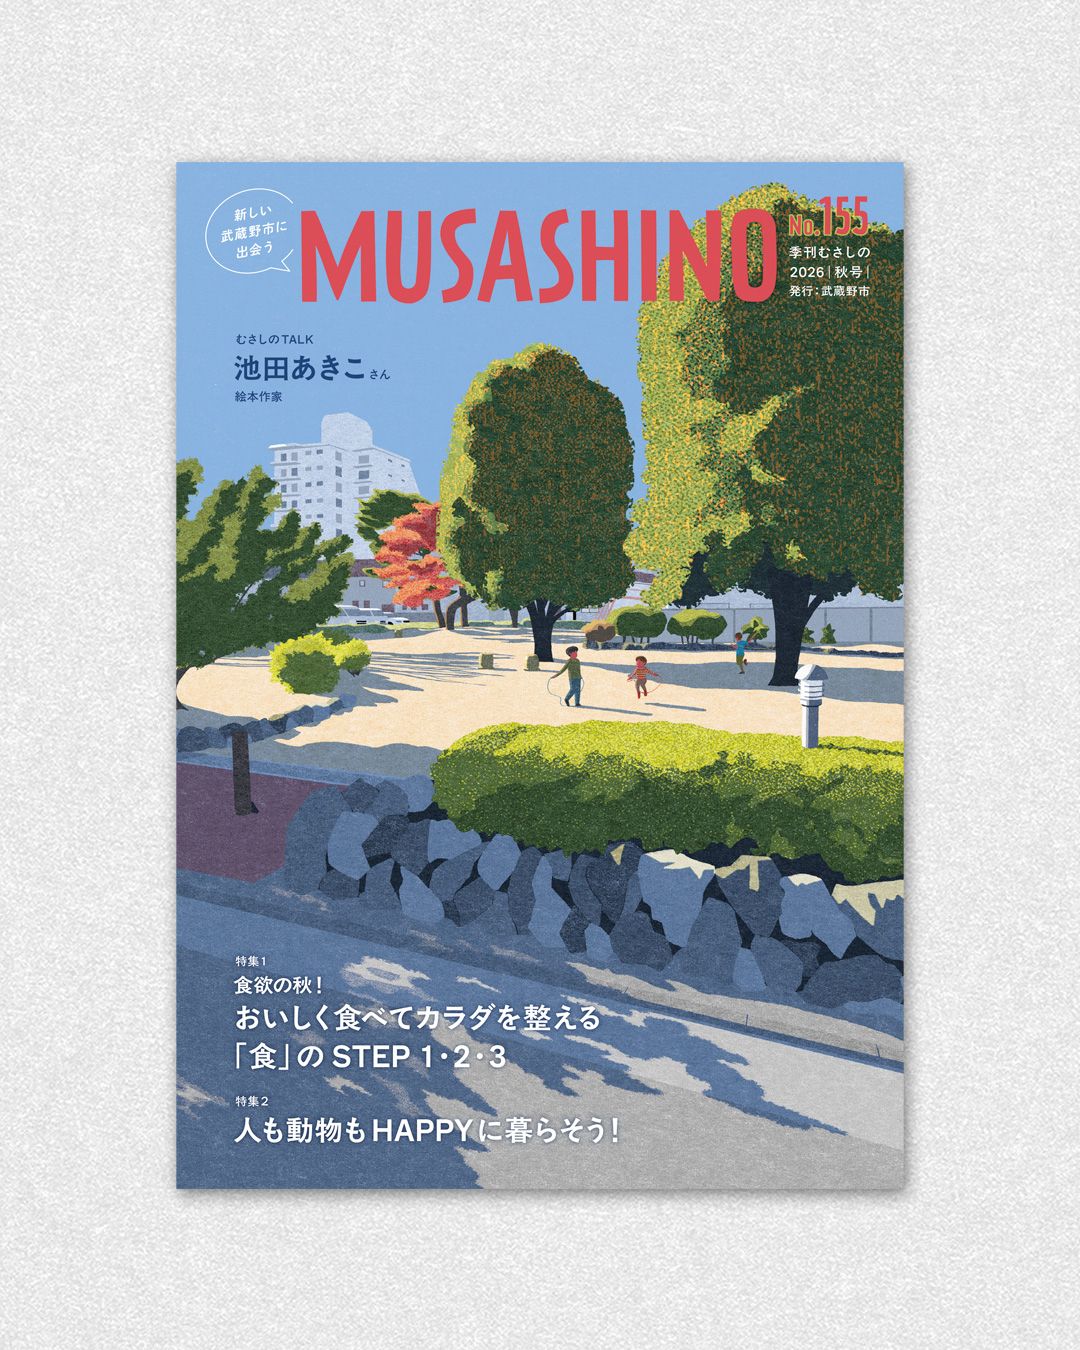 新しい
武蔵野市に
出会う
MUSASHINO
No.155
季刊むさしの
2026|秋号|
発行:武蔵野市
むさしのTALK
池田あきこさん
絵本作家
特集1
食欲の秋!
おいしく食べてカラダを整える
「食」の STEP 1・2・3
特集2
人も動物もHAPPYに暮らそう!